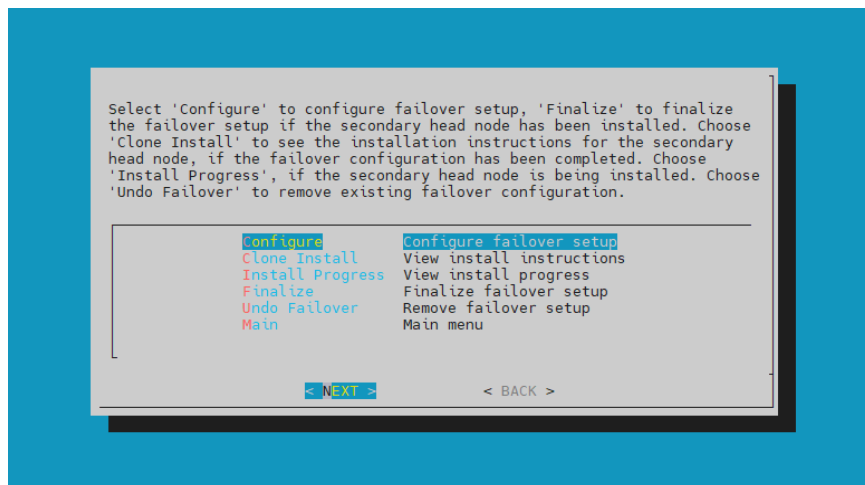 Select 'Configure' to configure failover setup, 'Finalize' to finalize
the failover setup if the secondary head node has been installed. Choose
'Clone Install' to see the installation instructions for the secondary
head node, if the failover configuration has been completed. Choose
'Install Progress', if the secondary head node is being installed. Choose
'Undo Failover' to remove existing failover configuration.
Configure Configure failover setup
Clone Install View install instructions
Install Progress View install progress
Finalize Finalize failover setup
Undo Failover Remove failover setup
Main Main menu
< NEXT > < BACK >